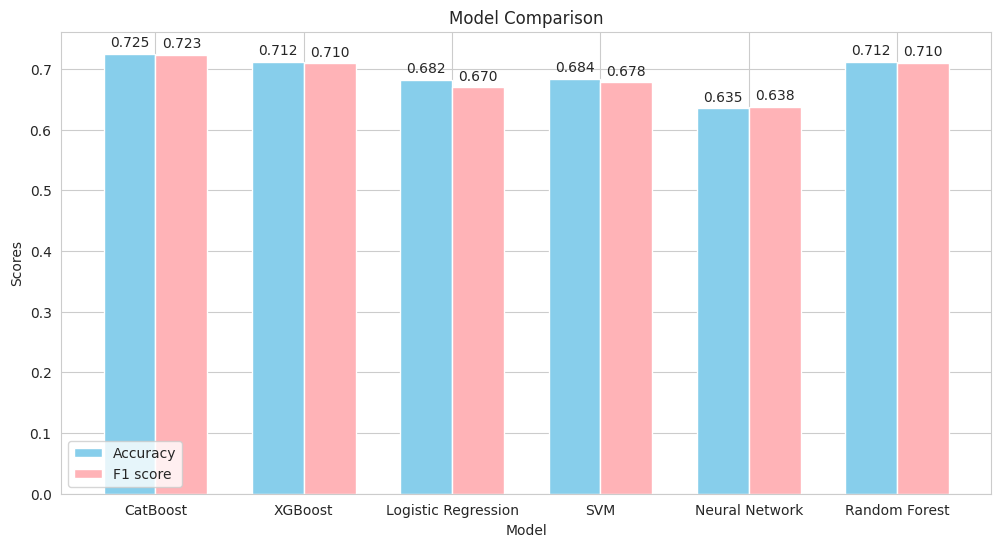 Model Comparison
0.725 0.723 0.712 0.710 0.682 0.670 0.684 0.678 0.635 0.638 0.712 0.710
0.7
0.6
0.5
0.4
0.3
0.2
0.1
0.0
Scores
Accuracy
F1 score
CatBoost XGBoost Logistic Regression SVM Neural Network Random Forest
Model